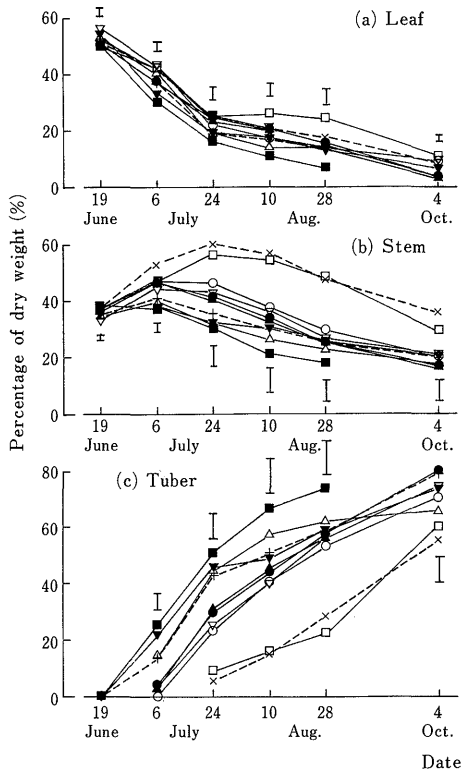 (a) Leaf
60
40
20
0
19 6 24 10 28 4
June July Aug. Oct.
Percentage of dry weight (%)
(b) Stem
60
40
20
0
19 6 24 10 28 4
June July Aug. Oct.
(c) Tuber
80
60
40
20
0
19 6 24 10 28 4
June July Aug. Oct.
Date